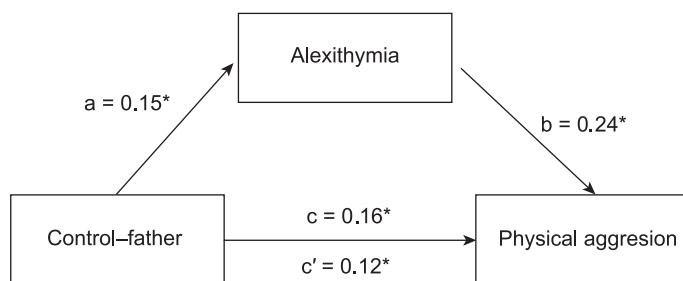 Alexithymia
a = 0.15*
b = 0.24*
Control–father
c = 0.16*
c′ = 0.12*
Physical aggresion